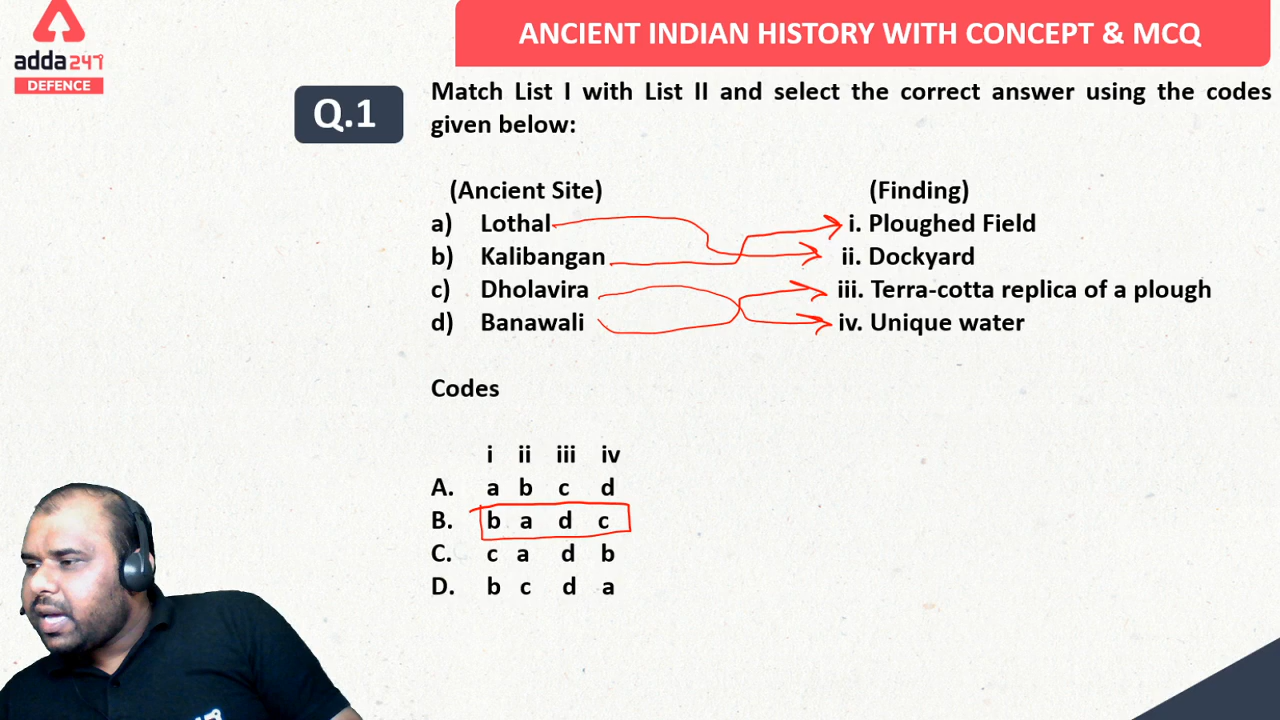 ANCIENT INDIAN HISTORY WITH CONCEPT & MCQ
adda247
DEFENCE
Q.1
Match List I with List II and select the correct answer using the codes
given below:
(Ancient Site) (Finding)
a) Lothal i. Ploughed Field
b) Kalibangan ii. Dockyard
c) Dholavira iii. Terra-cotta replica of a plough
d) Banawali iv. Unique water
Codes
i ii iii iv
A. a b c d
B. b a d c
C. c a d b
D. b c d a